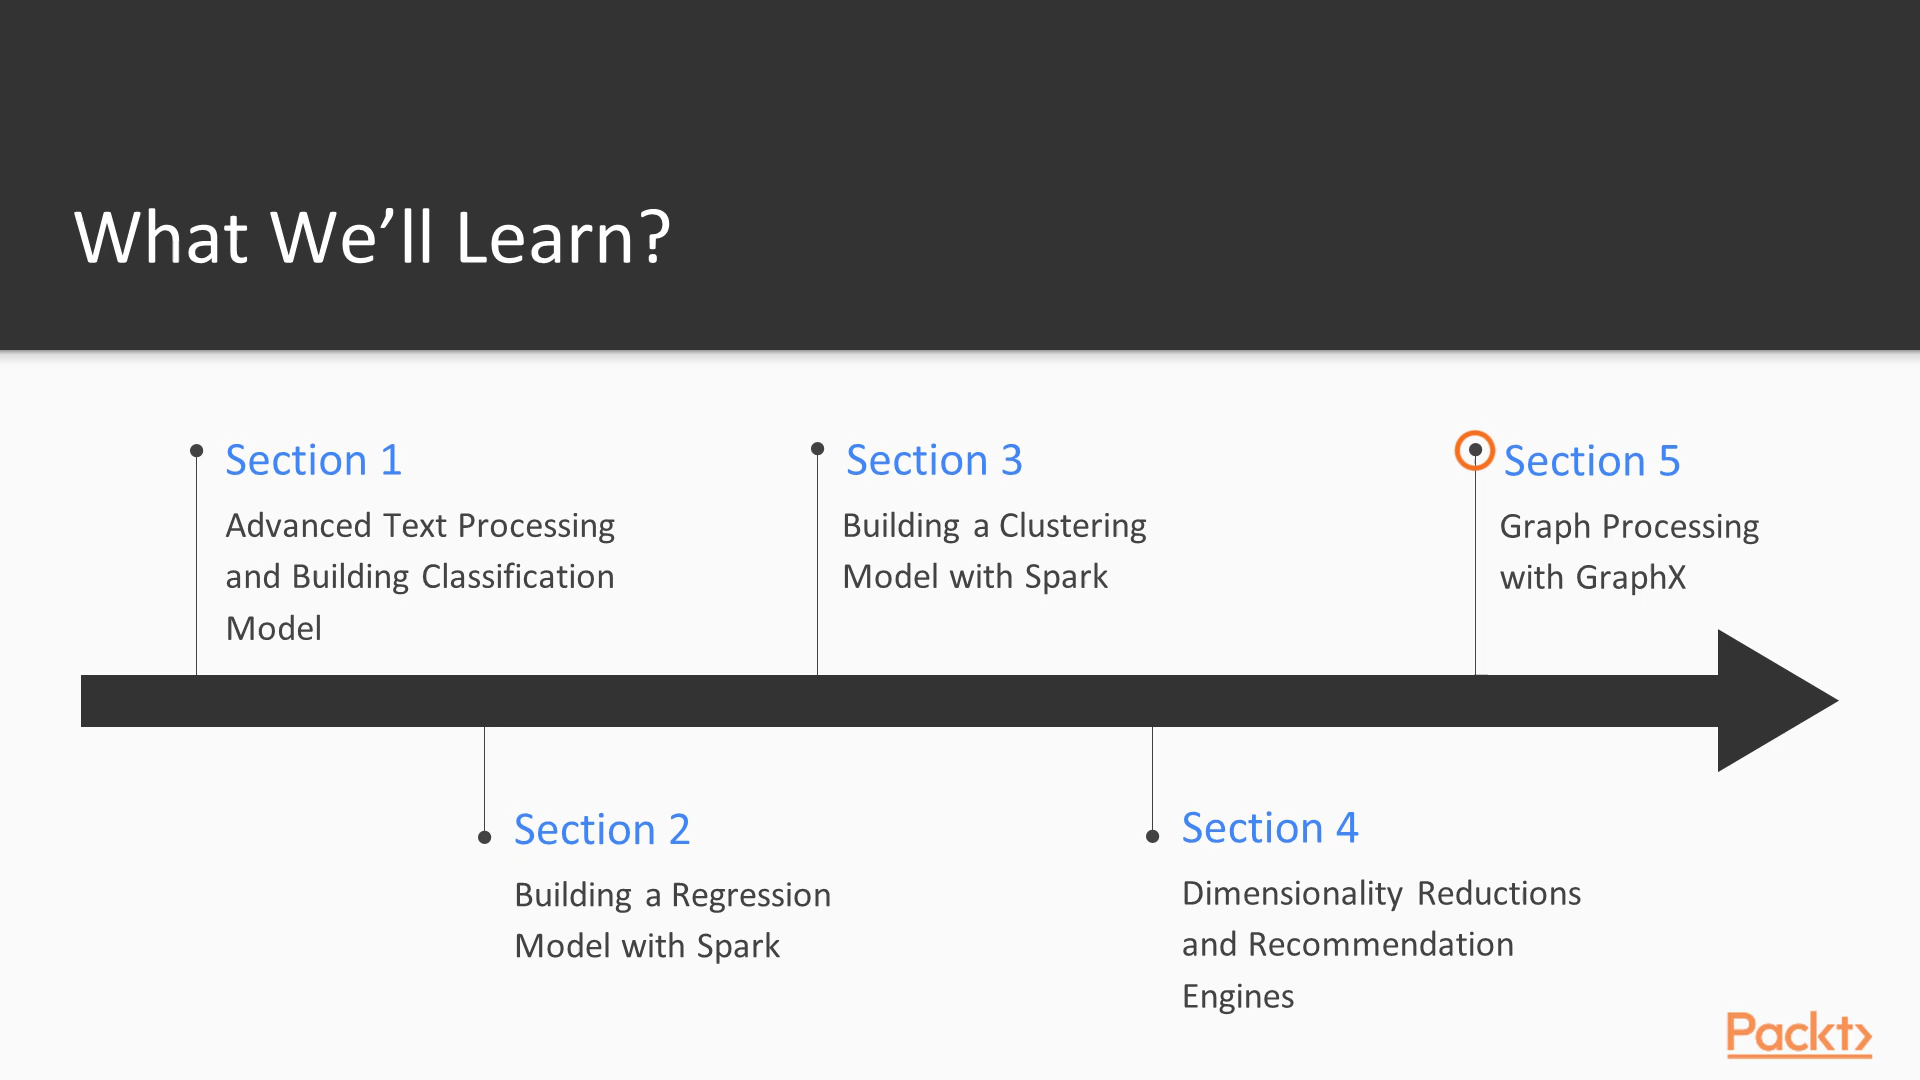 What We’ll Learn?
Section 1
Advanced Text Processing
and Building Classification
Model
Section 2
Building a Regression
Model with Spark
Section 3
Building a Clustering
Model with Spark
Section 4
Dimensionality Reductions
and Recommendation
Engines
Section 5
Graph Processing
with GraphX
Packt>